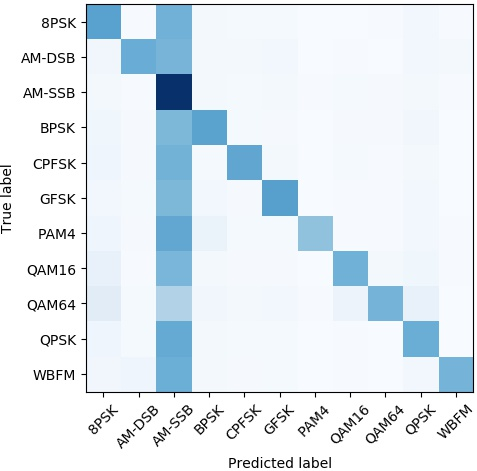 True label
8PSK
AM-DSB
AM-SSB
BPSK
CPFSK
GFSK
PAM4
QAM16
QAM64
QPSK
WBFM
8PSK
AM-DSB
AM-SSB
BPSK
CPFSK
GFSK
PAM4
QAM16
QAM64
QPSK
WBFM
Predicted label